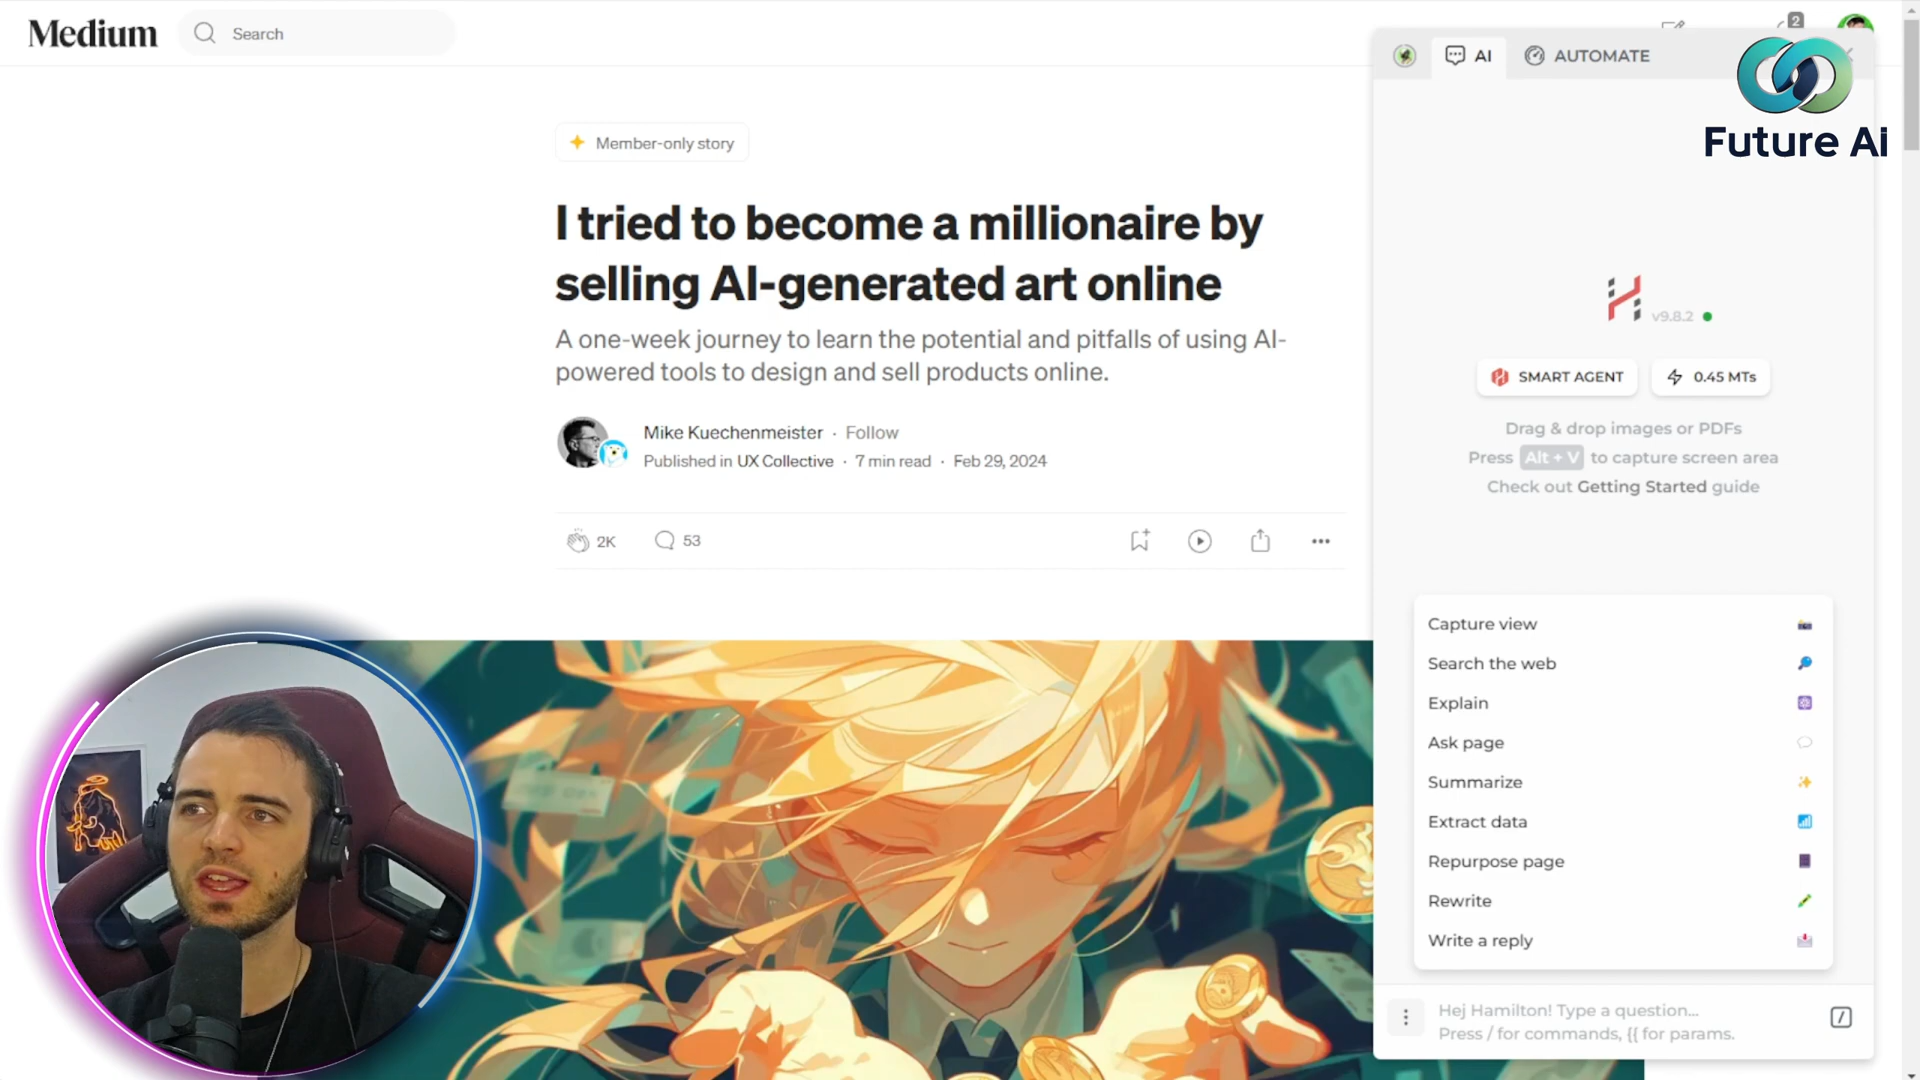 Medium
Search
2
AI
AUTOMATE
Future Ai
Member-only story
I tried to become a millionaire by
selling AI-generated art online
A one-week journey to learn the potential and pitfalls of using AI-
powered tools to design and sell products online.
Mike Kuechenmeister · Follow
Published in UX Collective · 7 min read · Feb 29, 2024
2K
53
v9.8.2
SMART AGENT
0.45 MTs
Drag & drop images or PDFs
Press Alt + V to capture screen area
Check out Getting Started guide
Capture view
Search the web
Explain
Ask page
Summarize
Extract data
Repurpose page
Rewrite
Write a reply
Hej Hamilton! Type a question...
Press / for commands, {{ for params.